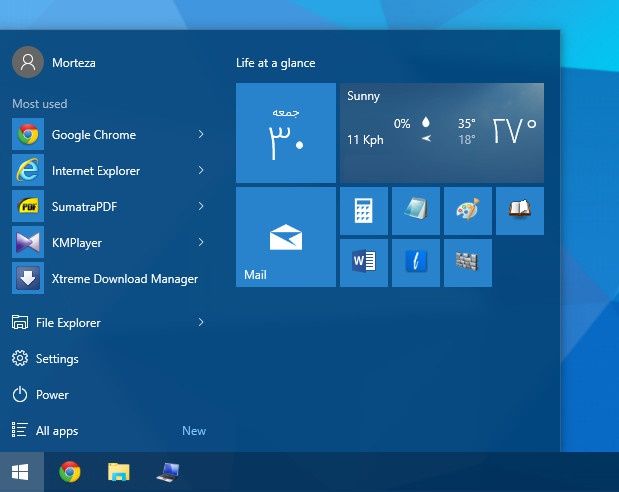 Morteza
Most used
Google Chrome
Internet Explorer
SumatraPDF
KMPlayer
Xtreme Download Manager
File Explorer
Settings
Power
All apps
New
Life at a glance
جمعه
۳۰
Sunny
0%
35°
11 Kph
18°
۲۷°
Mail
PDF